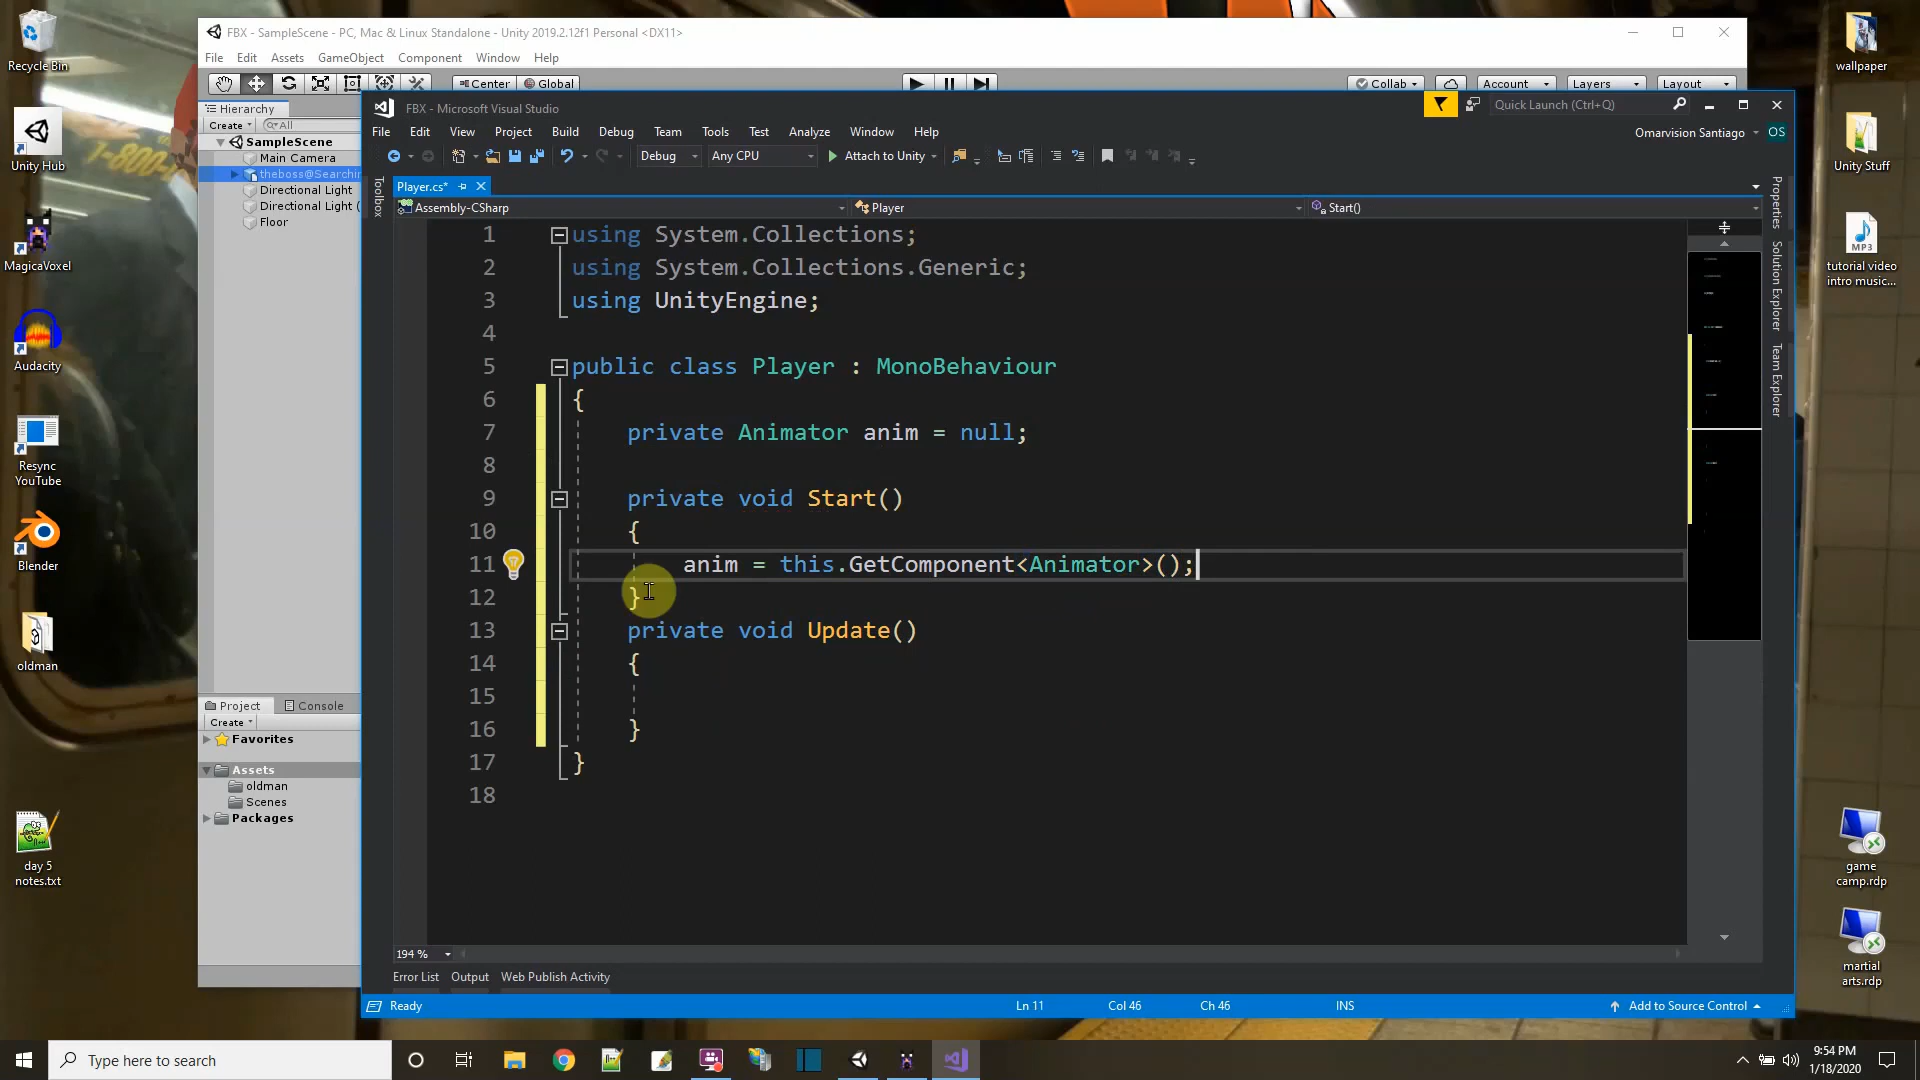 Recycle Bin
Unity Hub
MagicaVoxel
Audacity
Resync
YouTube
Blender
oldman
day 5
notes.txt
FBX - SampleScene - PC, Mac & Linux Standalone - Unity 2019.2.12f1 Personal <DX11>
File Edit Assets GameObject Component Window Help
Center Global Collab Account Layers Layout
Hierarchy
Create All
SampleScene
Main Camera
theboss@Searchin
Directional Light
Directional Light (
Floor
Project Console
Create
Favorites
Assets
oldman
Scenes
Packages
FBX - Microsoft Visual Studio
Quick Launch (Ctrl+Q)
File Edit View Project Build Debug Team Tools Test Analyze Window Help
Omarvision Santiago OS
Debug Any CPU Attach to Unity
Toolbox
Player.cs*
Assembly-CSharp Player Start()
1 using System.Collections;
2 using System.Collections.Generic;
3 using UnityEngine;
4
5 public class Player : MonoBehaviour
6 {
7 private Animator anim = null;
8
9 private void Start()
10 {
11 anim = this.GetComponent<Animator>();
12 }
13 private void Update()
14 {
15
16 }
17 }
18
194 %
Error List Output Web Publish Activity
Ready Ln 11 Col 46 Ch 46 INS Add to Source Control
Properties
Solution Explorer
Team Explorer
wallpaper
Unity Stuff
MP3
tutorial video
intro music...
game
camp.rdp
martial
arts.rdp
Type here to search
9:54 PM
1/18/2020